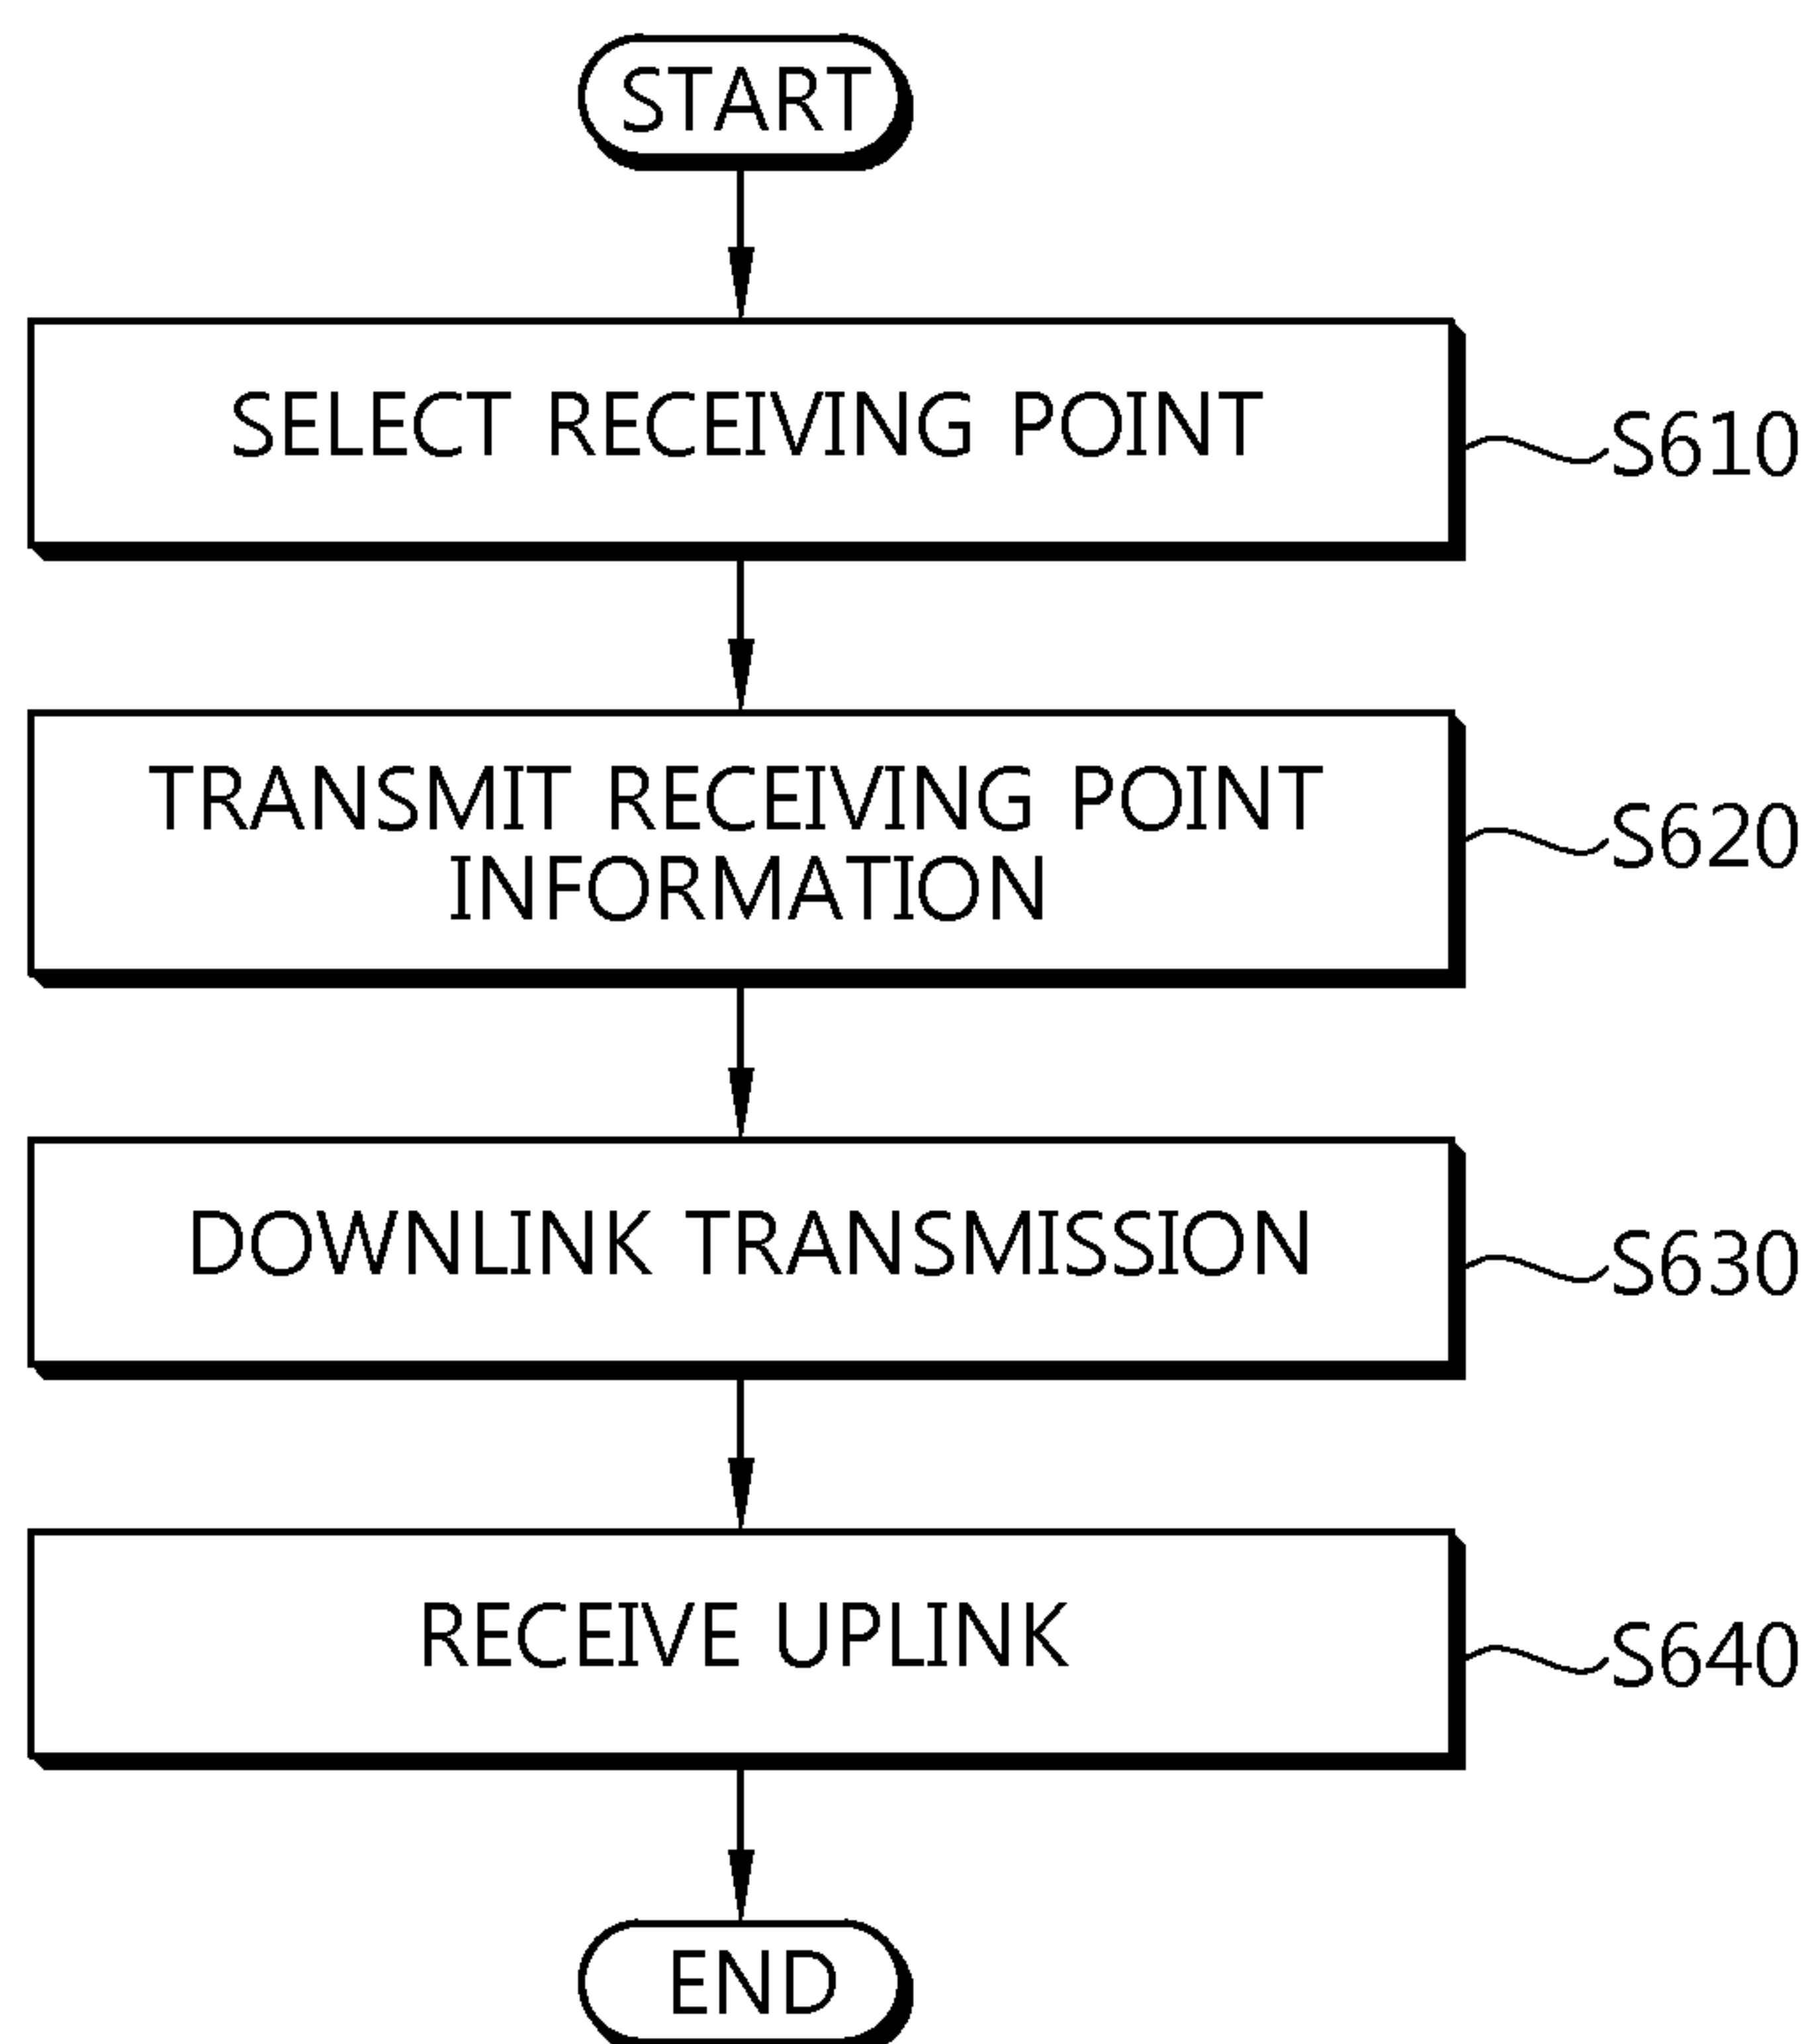 START
SELECT RECEIVING POINT
S610
TRANSMIT RECEIVING POINT
INFORMATION
S620
DOWNLINK TRANSMISSION
S630
RECEIVE UPLINK
S640
END